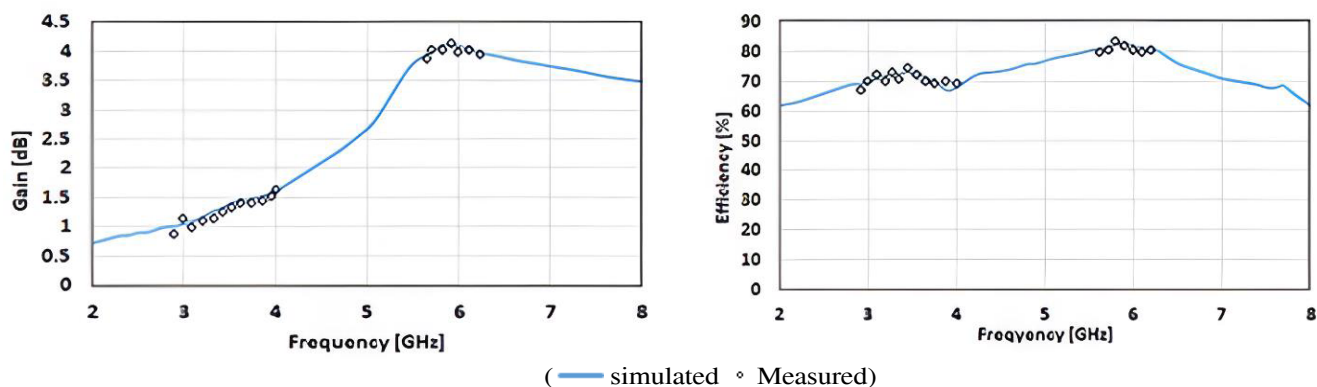 4.5
4
3.5
3
2.5
2
1.5
1
0.5
0
2 3 4 5 6 7 8
Frequency [GHz]
Gain [dB]
90
80
70
60
50
40
30
20
10
0
2 3 4 5 6 7 8
Freqyoncy [GHz]
Efficiency [%]
( simulated Measured)